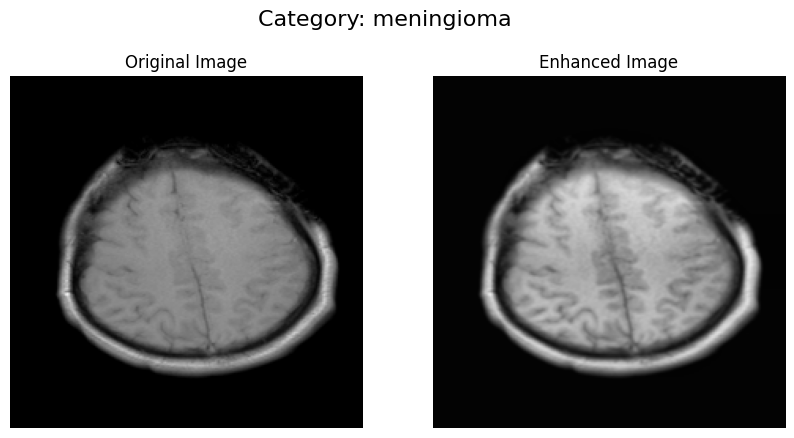 Category: meningioma
Original Image
Enhanced Image